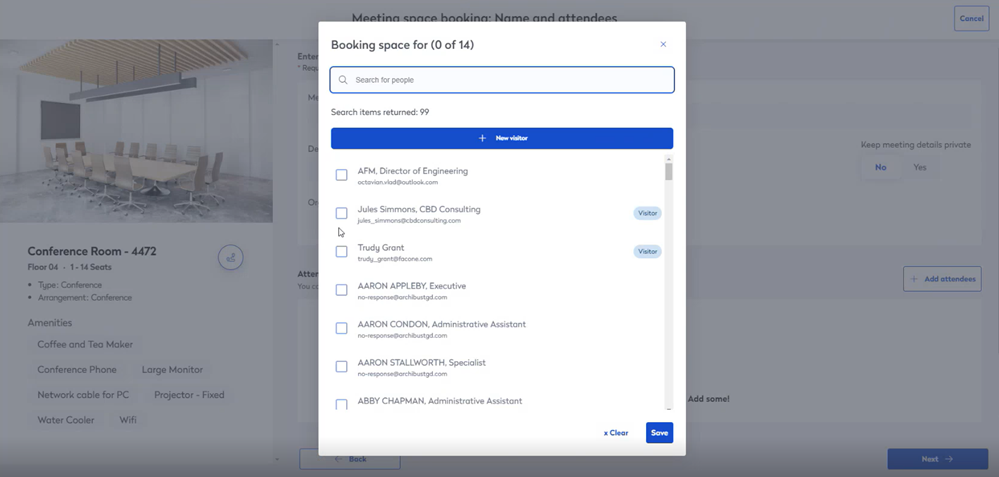 Meeting space booking: Name and attendees
Cancel
Booking space for (0 of 14)
Search for people
Search items returned: 99
+ New visitor
AFM, Director of Engineering
octavian.vlad@outlook.com
Jules Simmons, CBD Consulting
jules_simmons@cbdconsulting.com
Visitor
Trudy Grant
trudy_grant@facone.com
Visitor
AARON APPLEBY, Executive
no-response@archibustgd.com
AARON CONDON, Administrative Assistant
no-response@archibustgd.com
AARON STALLWORTH, Specialist
no-response@archibustgd.com
ABBY CHAPMAN, Administrative Assistant
x Clear
Save
Conference Room - 4472
Floor 04 · 1 - 14 Seats
• Type: Conference
• Arrangement: Conference
Amenities
Coffee and Tea Maker
Conference Phone
Large Monitor
Network cable for PC
Projector - Fixed
Water Cooler
Wifi
Keep meeting details private
No
Yes
+ Add attendees
Add some!
Back
Next